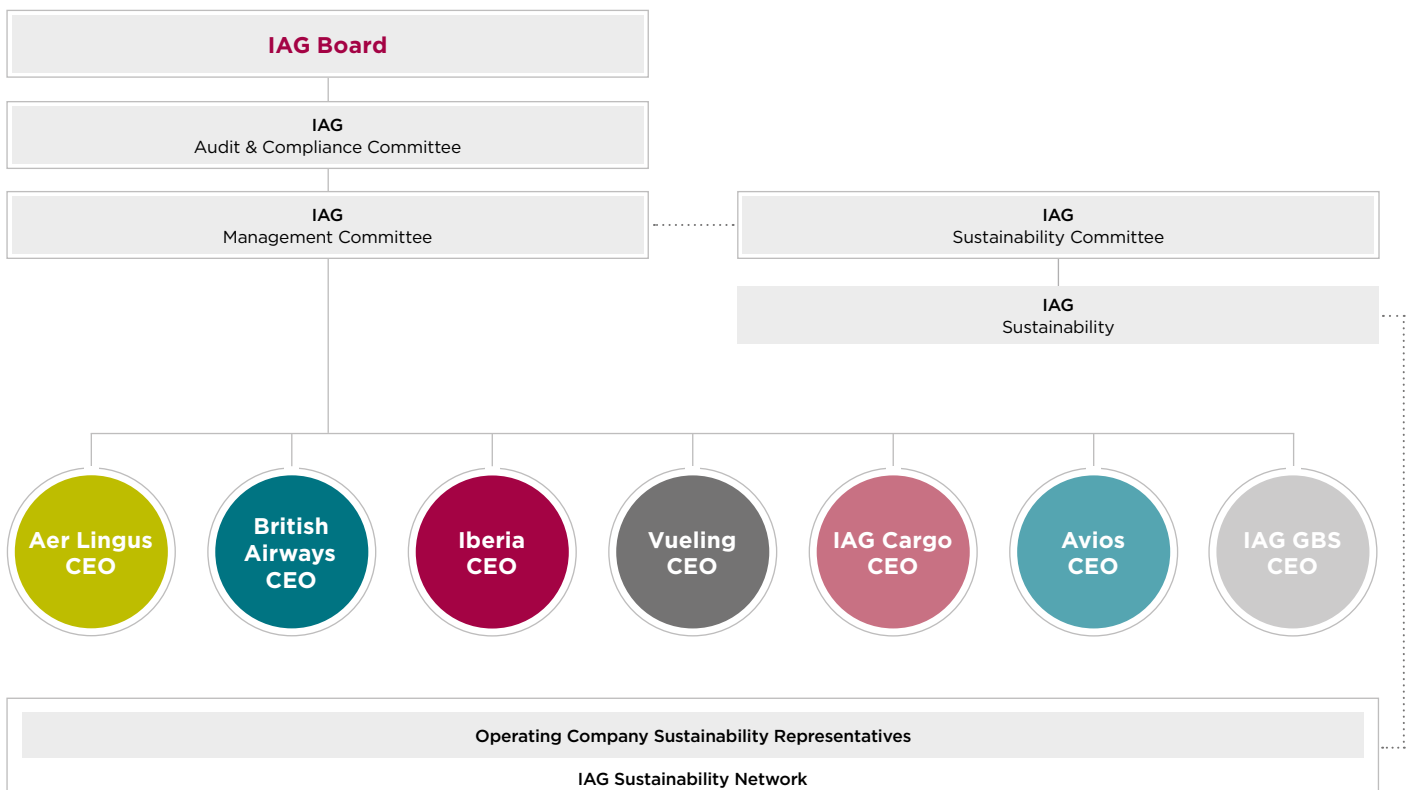 IAG Board
IAG
Audit & Compliance Committee
IAG
Management Committee
IAG
Sustainability Committee
IAG
Sustainability
Aer Lingus
CEO
British
Airways
CEO
Iberia
CEO
Vueling
CEO
IAG Cargo
CEO
Avios
CEO
IAG GBS
CEO
Operating Company Sustainability Representatives
IAG Sustainability Network